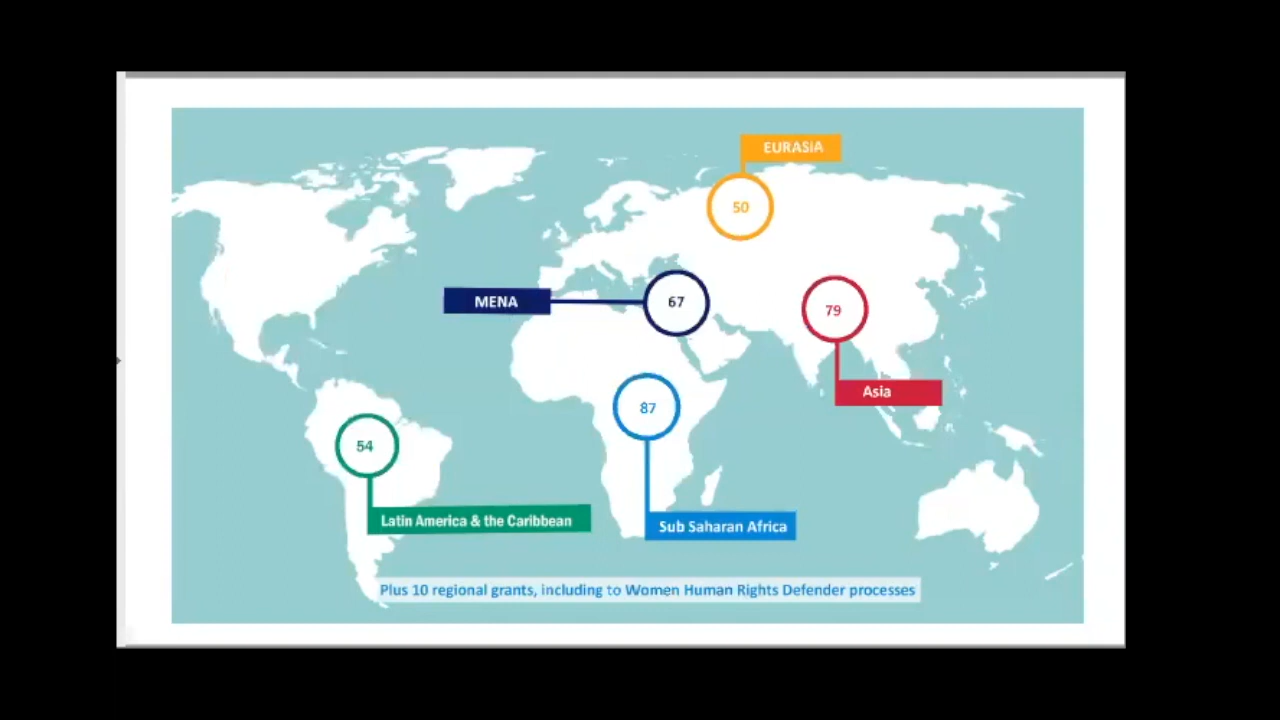 EURASIA
50
MENA
67
79
Asia
87
54
Latin America & the Caribbean
Sub Saharan Africa
Plus 10 regional grants, including to Women Human Rights Defender processes